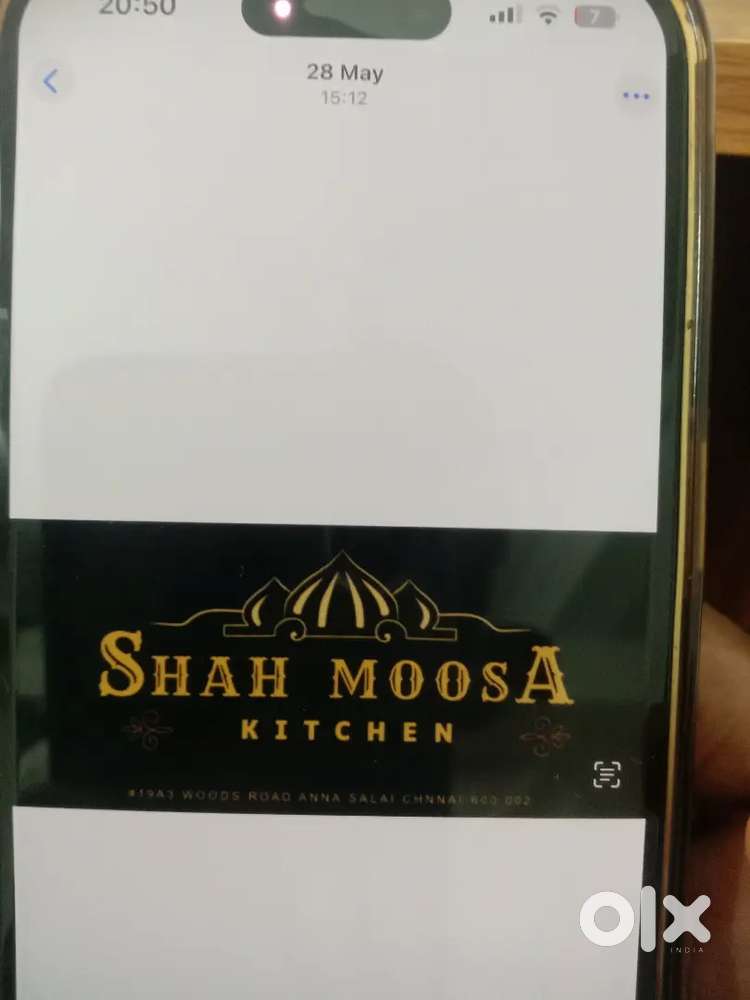 20:50
7
28 May
15:12
SHAH MOOSA
KITCHEN
#19A3 WOODS ROAD ANNA SALAI CHNNAI 600 002
olx
INDIA